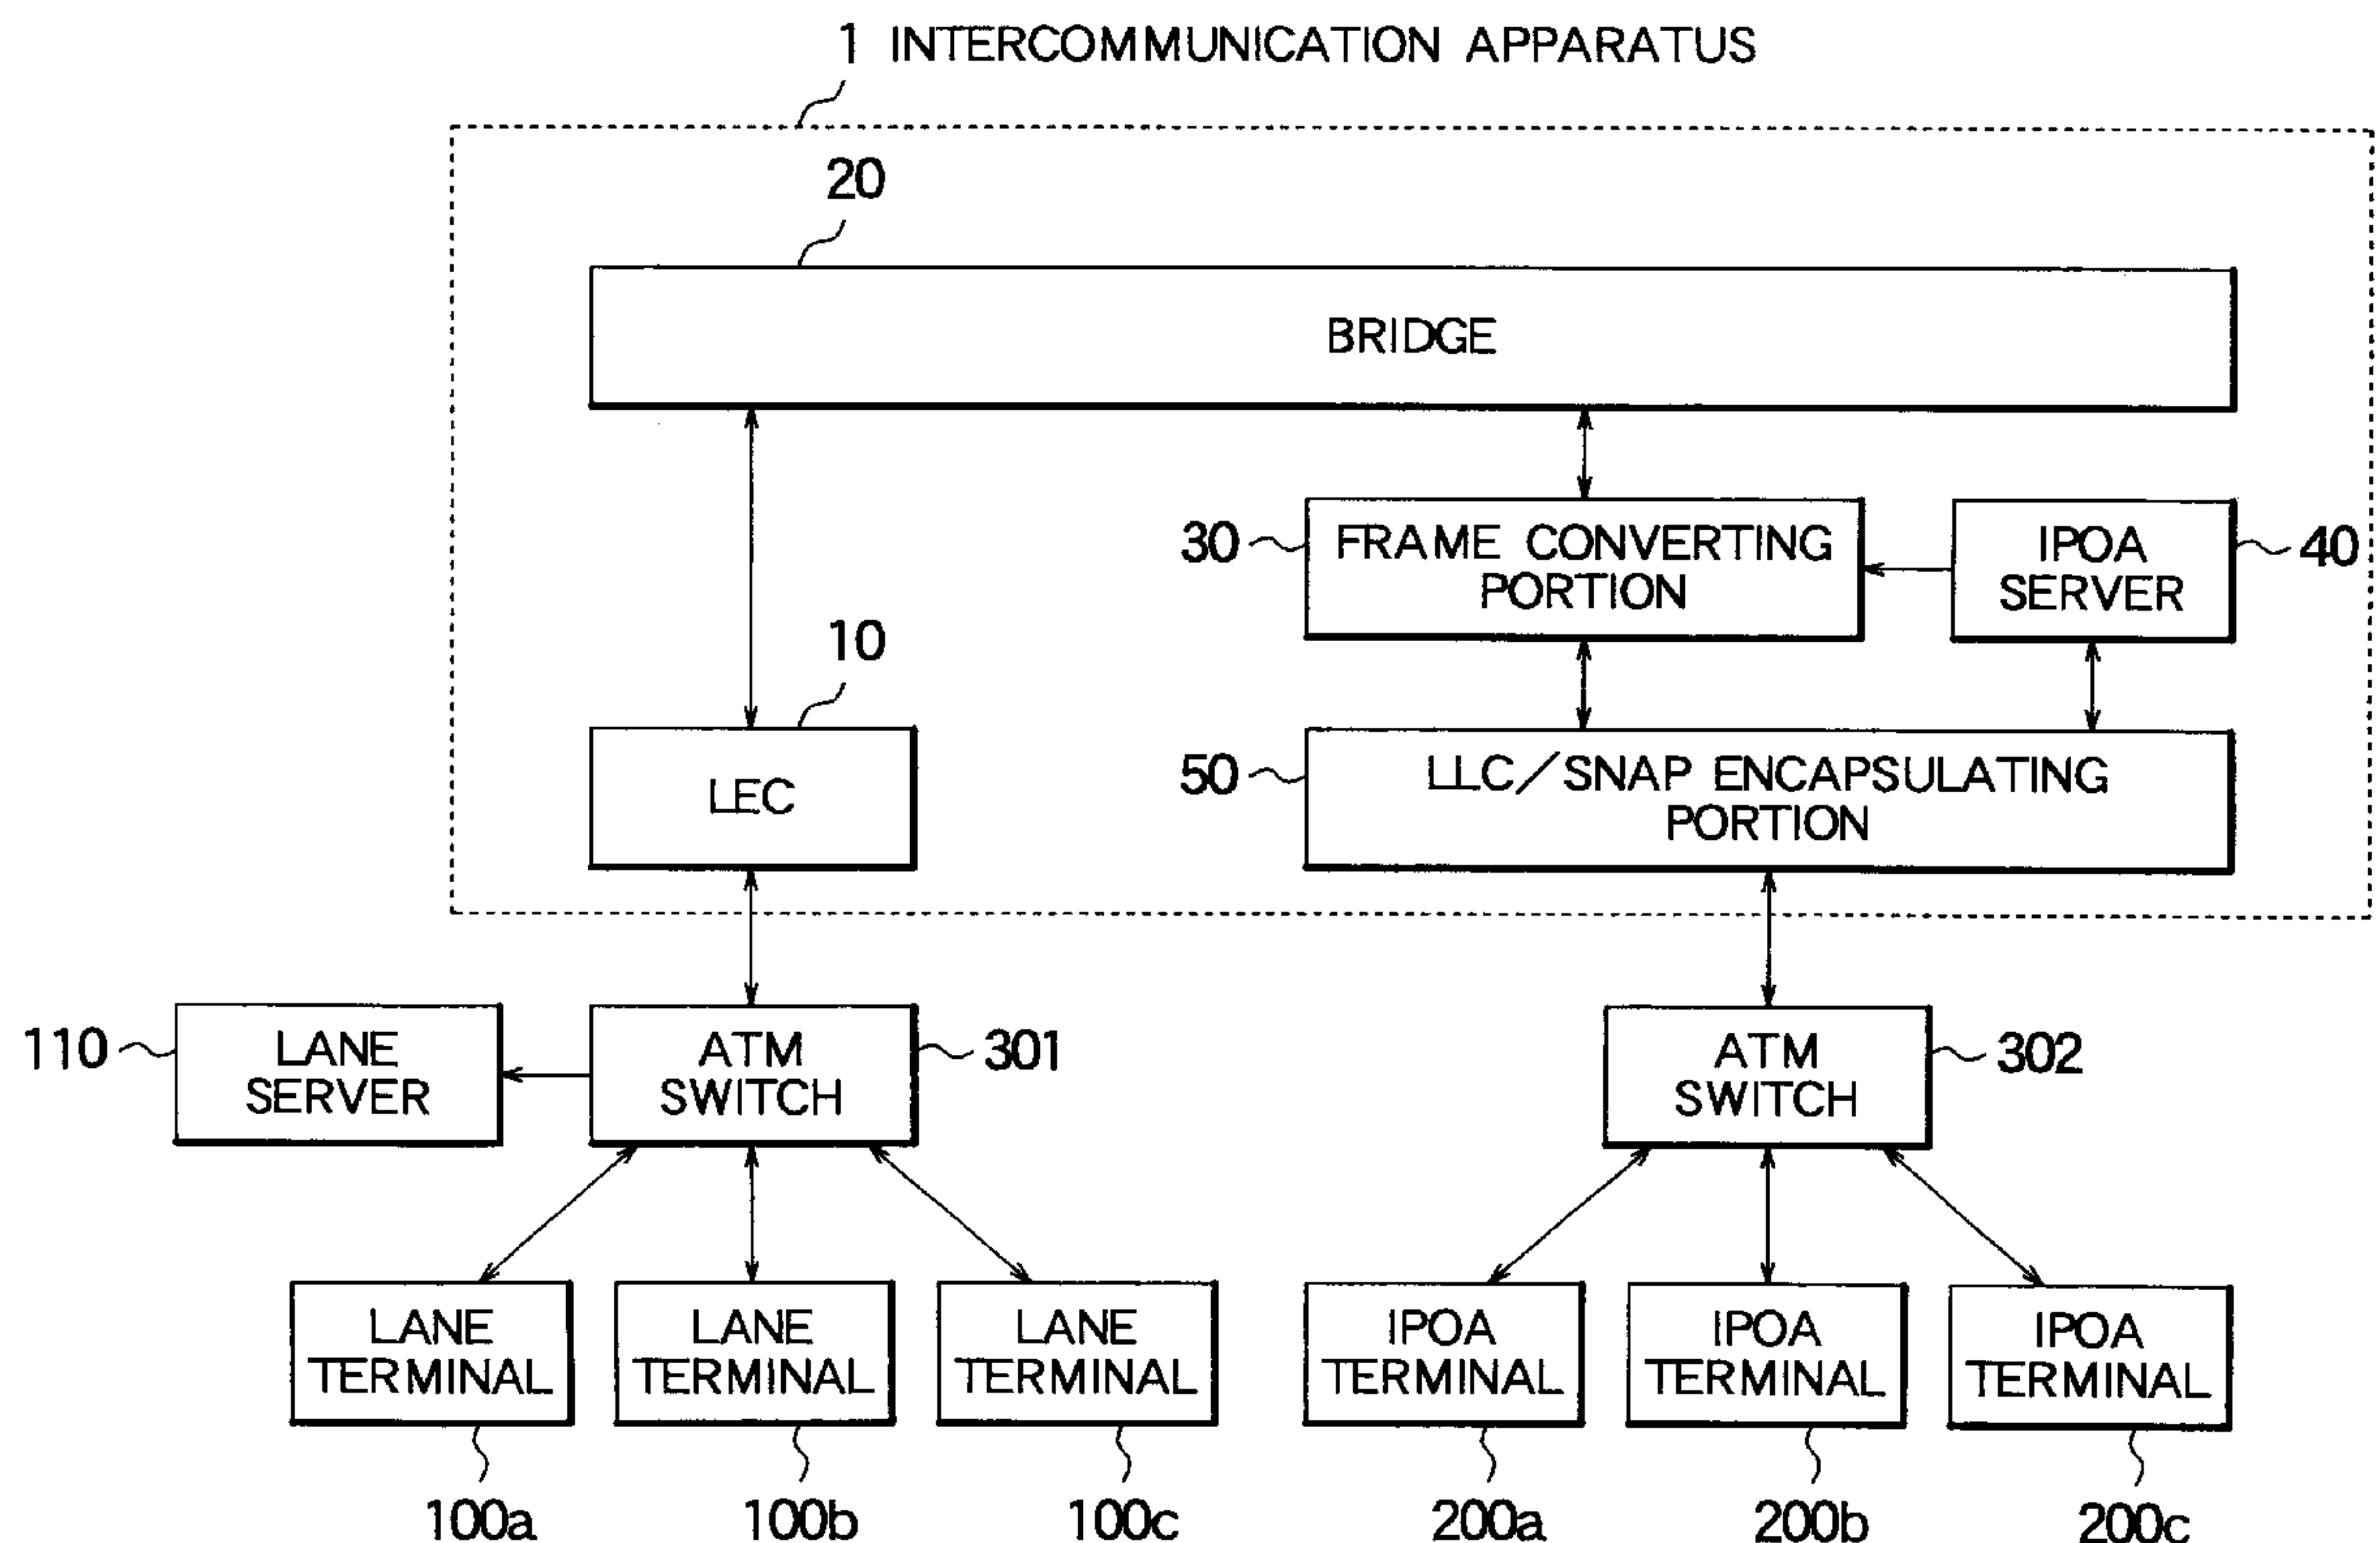 1 INTERCOMMUNICATION APPARATUS
20
BRIDGE
30
FRAME CONVERTING
PORTION
IPOA
SERVER
40
10
LEC
50
LLC/SNAP ENCAPSULATING
PORTION
110
LANE
SERVER
ATM
SWITCH
301
ATM
SWITCH
302
LANE
TERMINAL
LANE
TERMINAL
LANE
TERMINAL
IPOA
TERMINAL
IPOA
TERMINAL
IPOA
TERMINAL
100a
100b
100c
200a
200b
200c